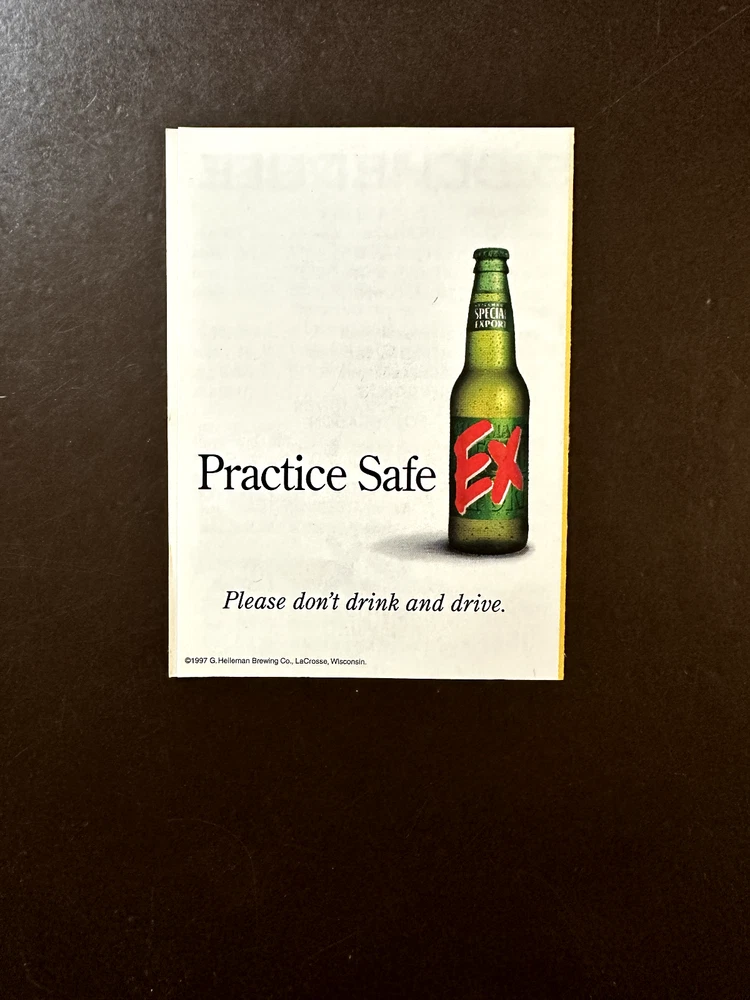 SPECIAL
EXPORT
Practice Safe EX
Please don't drink and drive.
©1997 G. Heileman Brewing Co., LaCrosse, Wisconsin.